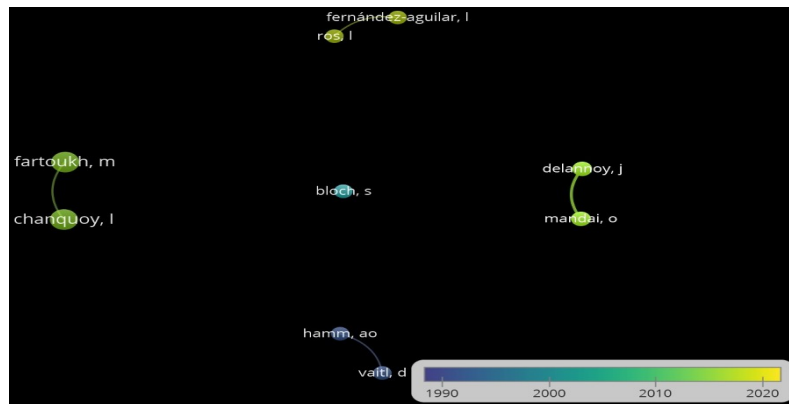 fernández-aguilar, l
ros, l
fartoukh, m
delannoy, j
bloch, s
chanquoy, l
mandai, o
hamm, ao
vaitl, d
1990 2000 2010 2020